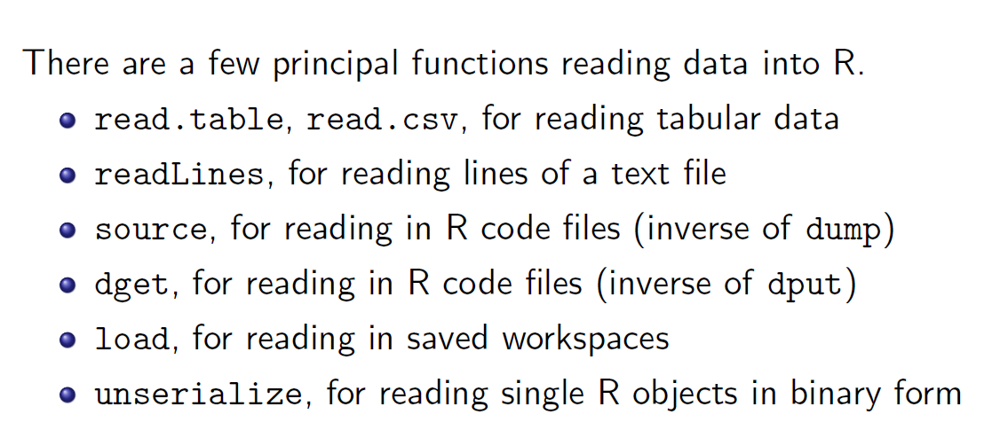 There are a few principal functions reading data into R.
read.table, read.csv, for reading tabular data
readLines, for reading lines of a text file
source, for reading in R code files (inverse of dump)
dget, for reading in R code files (inverse of dput)
load, for reading in saved workspaces
unserialize, for reading single R objects in binary form